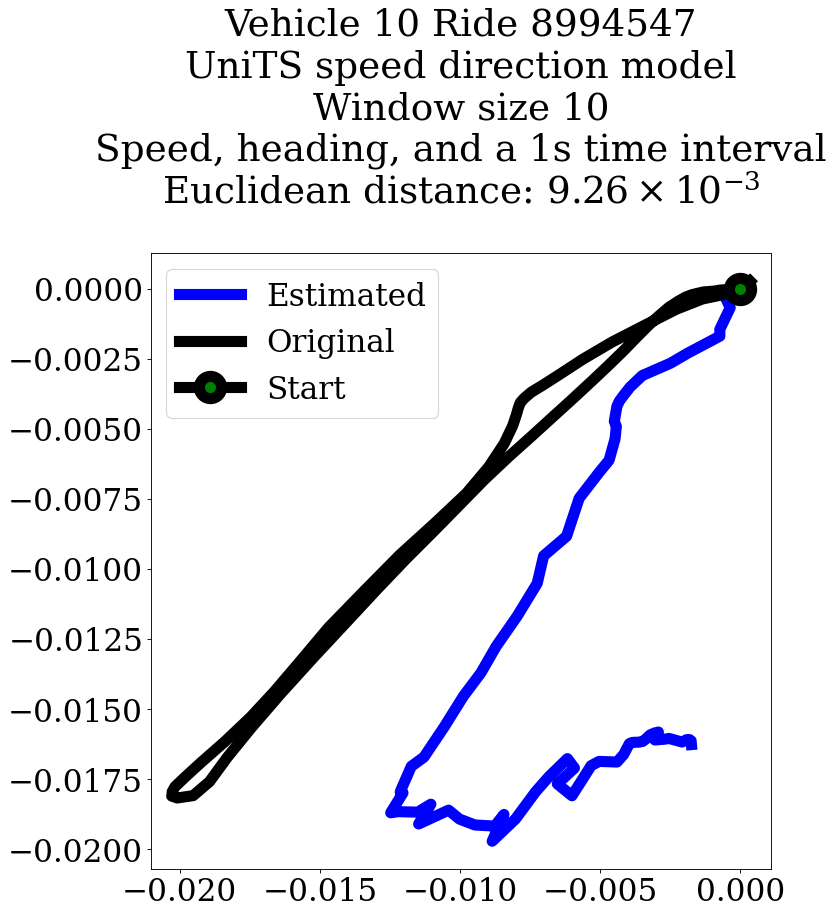 Vehicle 10 Ride 8994547
UniTS speed direction model
Window size 10
Speed, heading, and a 1s time interval
Euclidean distance: 9.26 × 10⁻³
Estimated
Original
Start
0.0000
−0.0025
−0.0050
−0.0075
−0.0100
−0.0125
−0.0150
−0.0175
−0.0200
−0.020 −0.015 −0.010 −0.005 0.000